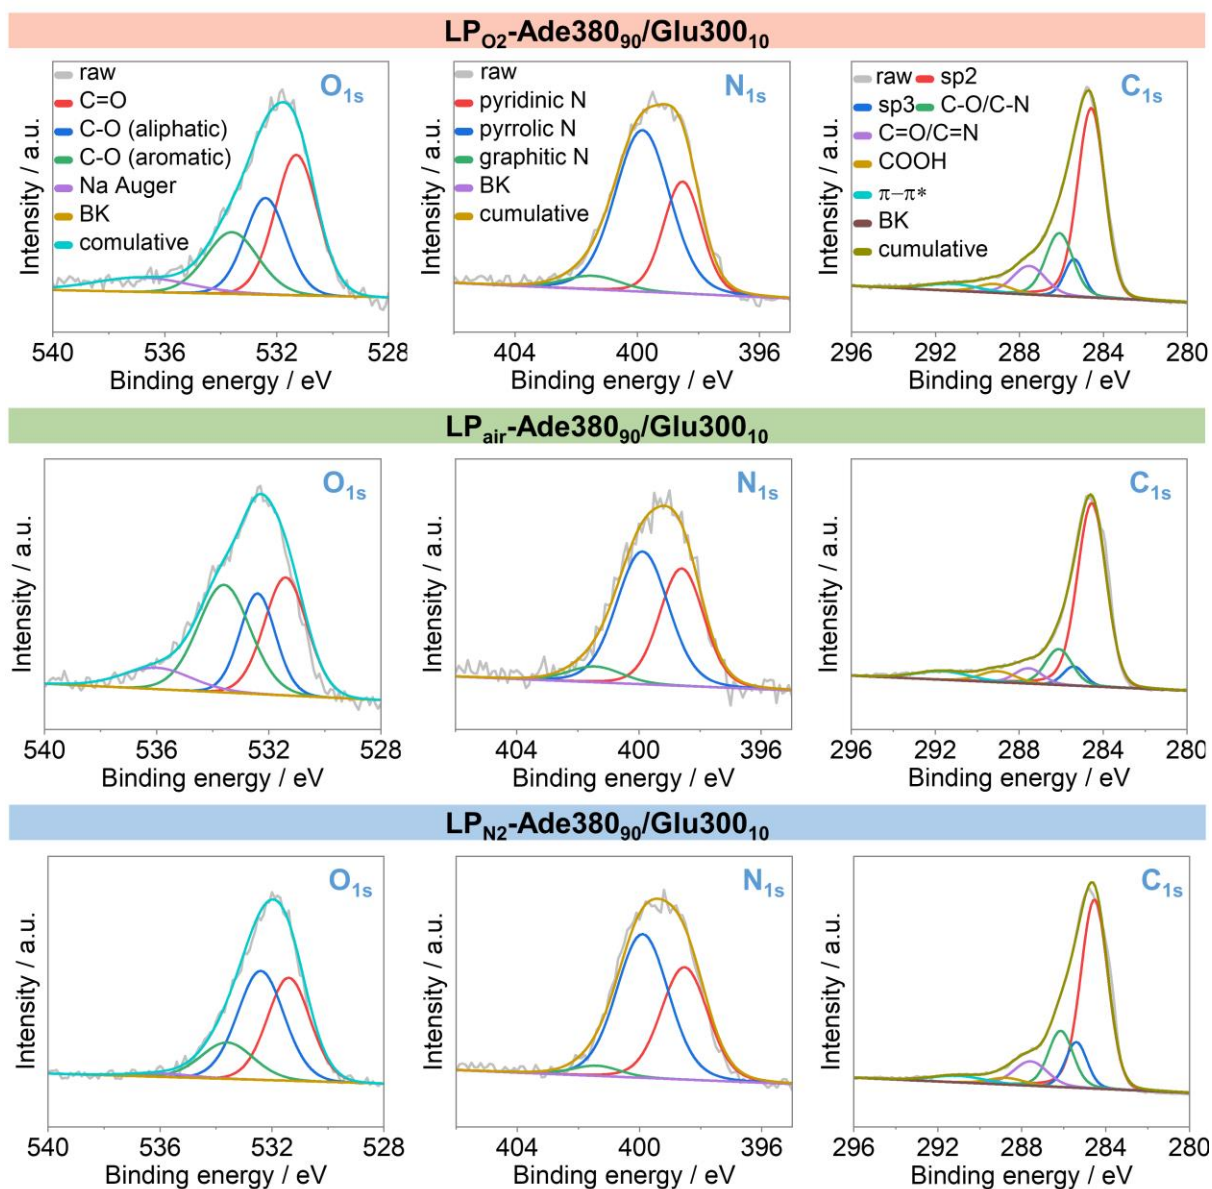 LPO2-Ade38090/Glu30010
raw
C=O
C-O (aliphatic)
C-O (aromatic)
Na Auger
BK
comulative
O1s
Intensity / a.u.
540 536 532 528
Binding energy / eV
raw
pyridinic N
pyrrolic N
graphitic N
BK
cumulative
N1s
Intensity / a.u.
404 400 396
Binding energy / eV
raw sp2
sp3 C-O/C-N
C=O/C=N
COOH
π–π*
BK
cumulative
C1s
Intensity / a.u.
296 292 288 284 280
Binding energy / eV
LPair-Ade38090/Glu30010
O1s
Intensity / a.u.
540 536 532 528
Binding energy / eV
N1s
Intensity / a.u.
404 400 396
Binding energy / eV
C1s
Intensity / a.u.
296 292 288 284 280
Binding energy / eV
LPN2-Ade38090/Glu30010
O1s
Intensity / a.u.
540 536 532 528
Binding energy / eV
N1s
Intensity / a.u.
404 400 396
Binding energy / eV
C1s
Intensity / a.u.
296 292 288 284 280
Binding energy / eV